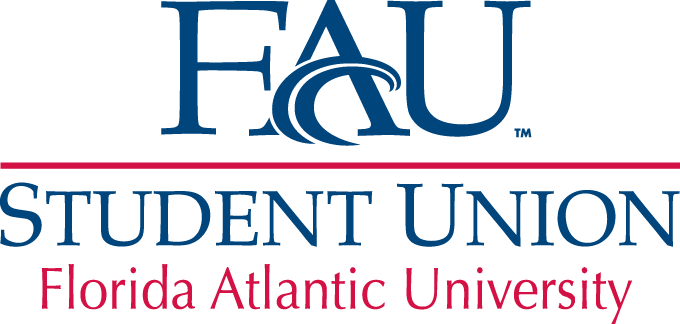 FAU™
STUDENT UNION
Florida Atlantic University